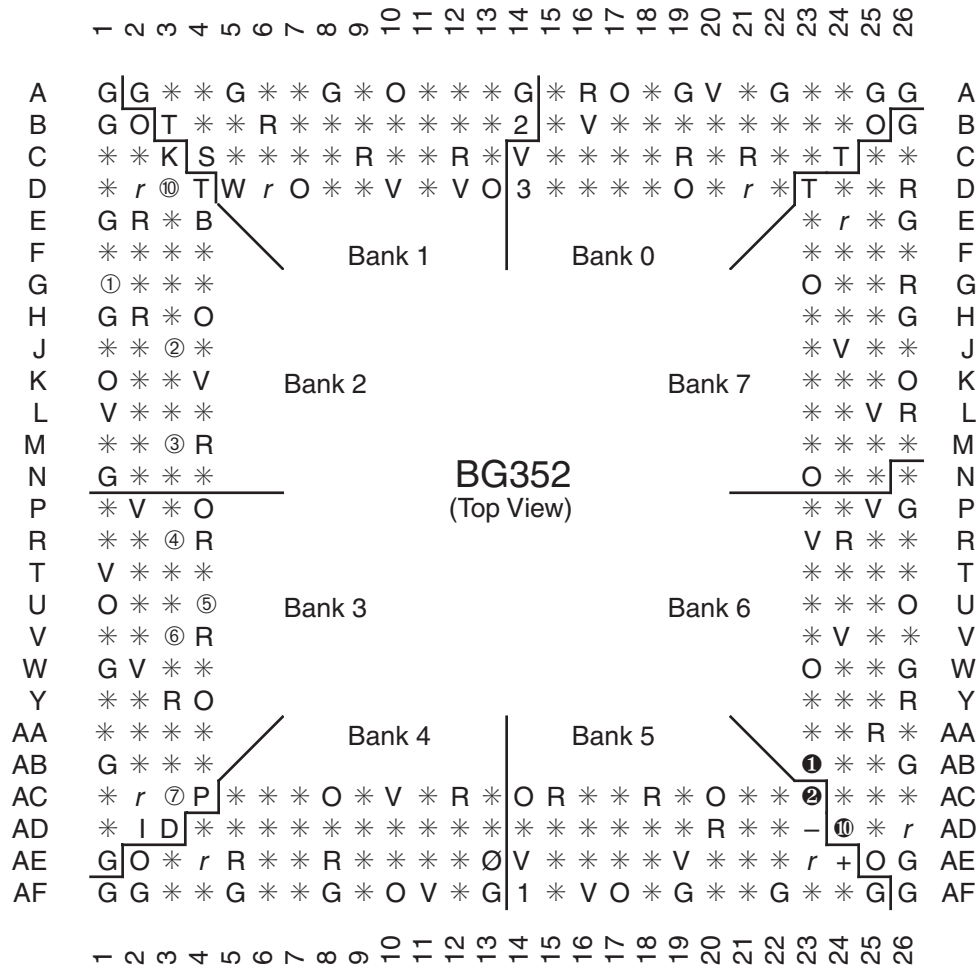 1 2 3 4 5 6 7 8 9 10 11 12 13 14 15 16 17 18 19 20 21 22 23 24 25 26
A G G ✳ ✳ G ✳ ✳ G ✳ O ✳ ✳ ✳ G ✳ R O ✳ G V ✳ G ✳ ✳ G G A
B G O T ✳ ✳ R ✳ ✳ ✳ ✳ ✳ ✳ ✳ 2 ✳ V ✳ ✳ ✳ ✳ ✳ ✳ ✳ ✳ O G B
C ✳ ✳ K S ✳ ✳ ✳ ✳ R ✳ ✳ R ✳ V ✳ ✳ ✳ ✳ R ✳ R ✳ ✳ T ✳ ✳ C
D ✳ r ⑩ T W r O ✳ ✳ V ✳ V O 3 ✳ ✳ ✳ ✳ O ✳ r ✳ T ✳ ✳ R D
E G R ✳ B ✳ r ✳ G E
F ✳ ✳ ✳ ✳ Bank 1 Bank 0 ✳ ✳ ✳ ✳ F
G ① ✳ ✳ ✳ O ✳ ✳ R G
H G R ✳ O ✳ ✳ ✳ G H
J ✳ ✳ ② ✳ ✳ V ✳ ✳ J
K O ✳ ✳ V Bank 2 Bank 7 ✳ ✳ ✳ O K
L V ✳ ✳ ✳ ✳ ✳ V R L
M ✳ ✳ ③ R ✳ ✳ ✳ ✳ M
N G ✳ ✳ ✳ BG352 O ✳ ✳ ✳ N
P ✳ V ✳ O (Top View) ✳ ✳ V G P
R ✳ ✳ ④ R V R ✳ ✳ R
T V ✳ ✳ ✳ ✳ ✳ ✳ ✳ T
U O ✳ ✳ ⑤ Bank 3 Bank 6 ✳ ✳ ✳ O U
V ✳ ✳ ⑥ R ✳ V ✳ ✳ V
W G V ✳ ✳ O ✳ ✳ G W
Y ✳ ✳ R O ✳ ✳ ✳ R Y
AA ✳ ✳ ✳ ✳ Bank 4 Bank 5 ✳ ✳ R ✳ AA
AB G ✳ ✳ ✳ ❶ ✳ ✳ G AB
AC ✳ r ⑦ P ✳ ✳ ✳ O ✳ V ✳ R ✳ O R ✳ ✳ R ✳ O ✳ ✳ ❷ ✳ ✳ ✳ AC
AD ✳ I D ✳ ✳ ✳ ✳ ✳ ✳ ✳ ✳ ✳ ✳ ✳ ✳ ✳ ✳ ✳ ✳ R ✳ ✳ – ❿ ✳ r AD
AE G O ✳ r R ✳ ✳ R ✳ ✳ ✳ ✳ Ø V ✳ ✳ ✳ ✳ V ✳ ✳ ✳ r + O G AE
AF G G ✳ ✳ G ✳ ✳ G ✳ O V ✳ G 1 ✳ V O ✳ G ✳ ✳ G ✳ ✳ G G AF
1 2 3 4 5 6 7 8 9 10 11 12 13 14 15 16 17 18 19 20 21 22 23 24 25 26